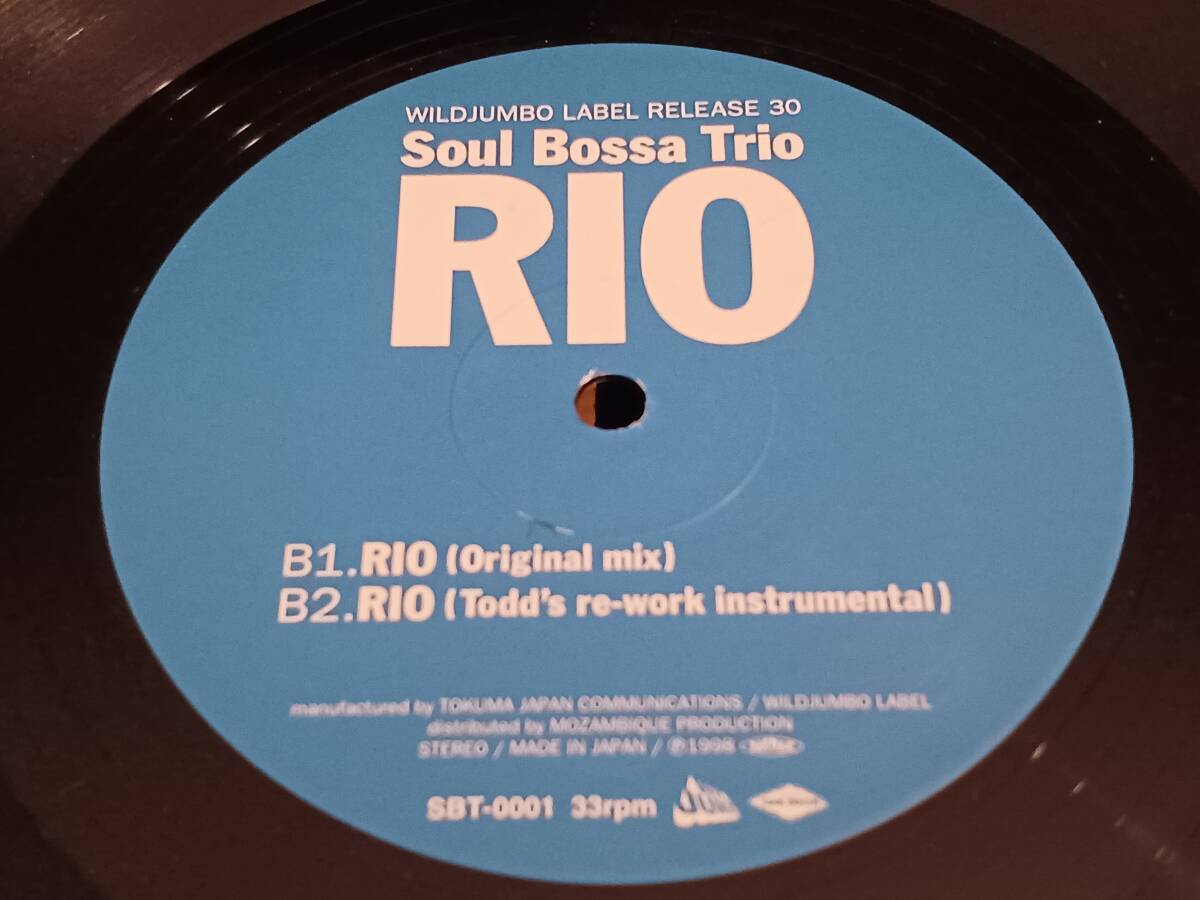 WILDJUMBO LABEL RELEASE 30
Soul Bossa Trio
RIO
B1.RIO (Original mix)
B2.RIO (Todd's re-work instrumental)
manufactured by TOKUMA JAPAN COMMUNICATIONS / WILDJUMBO LABEL
distributed by MOZAMBIQUE PRODUCTION
STEREO / MADE IN JAPAN / ℗1998
SBT-0001 33rpm